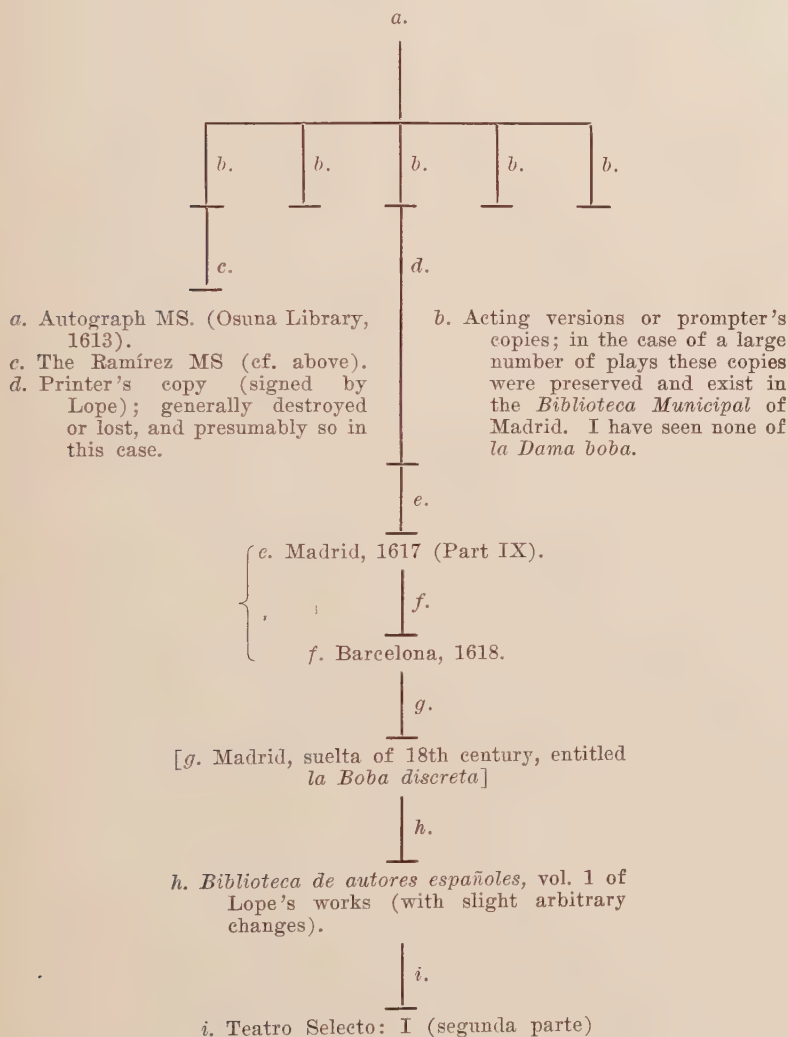 a.
b. b. b. b. b.
c. d.
a. Autograph MS. (Osuna Library,
1613).
c. The Ramírez MS (cf. above).
d. Printer's copy (signed by
Lope); generally destroyed
or lost, and presumably so in
this case.
b. Acting versions or prompter's
copies; in the case of a large
number of plays these copies
were preserved and exist in
the Biblioteca Municipal of
Madrid. I have seen none of
la Dama boba.
e.
e. Madrid, 1617 (Part IX).
f.
f. Barcelona, 1618.
g.
[g. Madrid, suelta of 18th century, entitled
la Boba discreta]
h.
h. Biblioteca de autores españoles, vol. 1 of
Lope's works (with slight arbitrary
changes).
i.
i. Teatro Selecto: I (segunda parte)